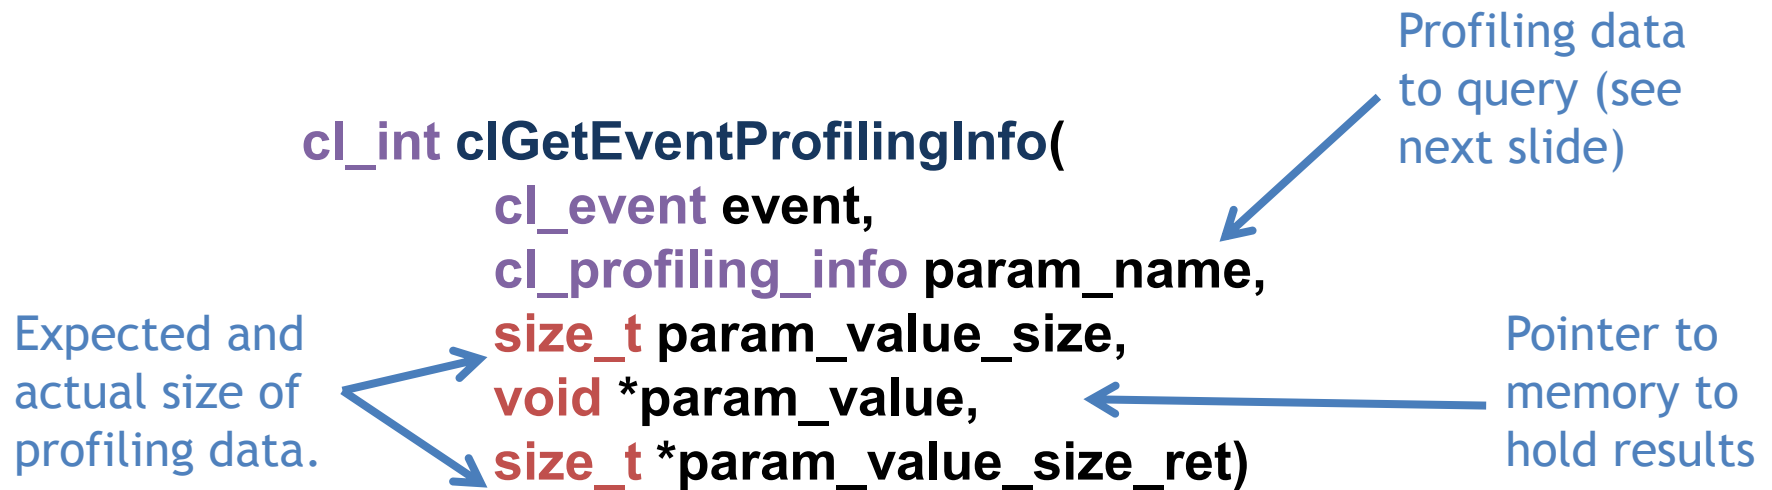 Profiling data
to query (see
next slide)
cl_int clGetEventProfilingInfo(
cl_event event,
cl_profiling_info param_name,
size_t param_value_size,
void *param_value,
size_t *param_value_size_ret)
Expected and
actual size of
profiling data.
Pointer to
memory to
hold results